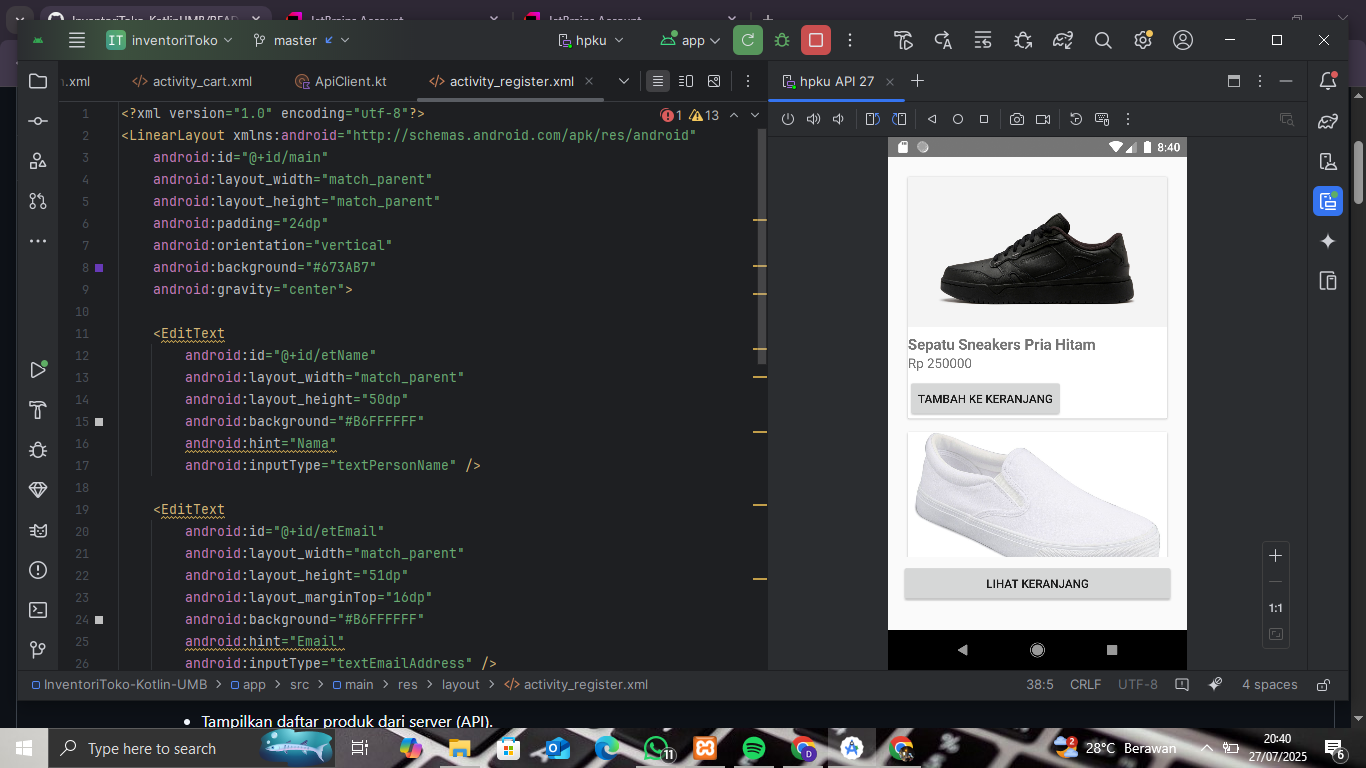 InventoriToko-Kotlin-UMB/READ
JetBrains Account
JetBrains Account
IT inventoriToko
master
hpku
app
n.xml
activity_cart.xml
ApiClient.kt
activity_register.xml
hpku API 27
1 <?xml version="1.0" encoding="utf-8"?>
1 13
2 <LinearLayout xmlns:android="http://schemas.android.com/apk/res/android"
3 android:id="@+id/main"
4 android:layout_width="match_parent"
5 android:layout_height="match_parent"
6 android:padding="24dp"
7 android:orientation="vertical"
8 android:background="#673AB7"
9 android:gravity="center">
10
11 <EditText
12 android:id="@+id/etName"
13 android:layout_width="match_parent"
14 android:layout_height="50dp"
15 android:background="#B6FFFFFF"
16 android:hint="Nama"
17 android:inputType="textPersonName" />
18
19 <EditText
20 android:id="@+id/etEmail"
21 android:layout_width="match_parent"
22 android:layout_height="51dp"
23 android:layout_marginTop="16dp"
24 android:background="#B6FFFFFF"
25 android:hint="Email"
26 android:inputType="textEmailAddress" />
8:40
Sepatu Sneakers Pria Hitam
Rp 250000
TAMBAH KE KERANJANG
LIHAT KERANJANG
1:1
InventoriToko-Kotlin-UMB > app > src > main > res > layout > activity_register.xml
38:5 CRLF UTF-8 4 spaces
• Tampilkan daftar produk dari server (API).
Type here to search
11
D
2
28°C Berawan
20:40
27/07/2025
6